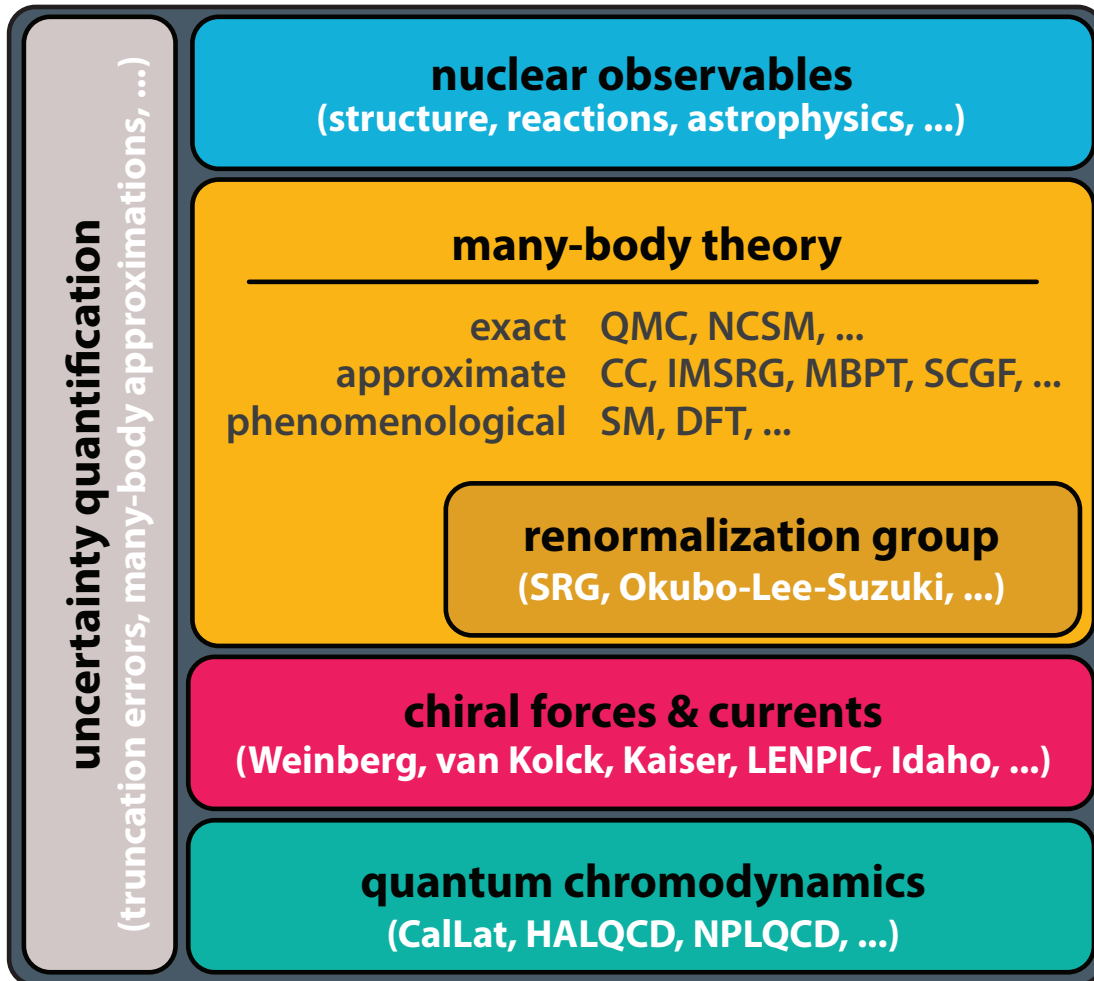 uncertainty quantification
(truncation errors, many-body approximations, ...)
nuclear observables
(structure, reactions, astrophysics, ...)
many-body theory
exact QMC, NCSM, ...
approximate CC, IMSRG, MBPT, SCGF, ...
phenomenological SM, DFT, ...
renormalization group
(SRG, Okubo-Lee-Suzuki, ...)
chiral forces & currents
(Weinberg, van Kolck, Kaiser, LENPIC, Idaho, ...)
quantum chromodynamics
(CalLat, HALQCD, NPLQCD, ...)